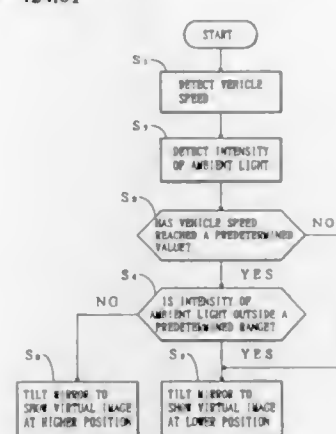 START
S₁
DETECT VEHICLE
SPEED
DETECT INTENSITY
OF AMBIENT LIGHT
HAS VEHICLE SPEED
REACHED A PREDETERMINED
VALUE?
NO
YES
S₄
IS INTENSITY OF
AMBIENT LIGHT OUTSIDE A
PREDETERMINED RANGE?
NO
YES
TILT MIRROR TO
SHOW VIRTUAL IMAGE
AT HIGHER POSITION
TILT MIRROR TO
SHOW VIRTUAL IMAGE
AT LOWER POSITION